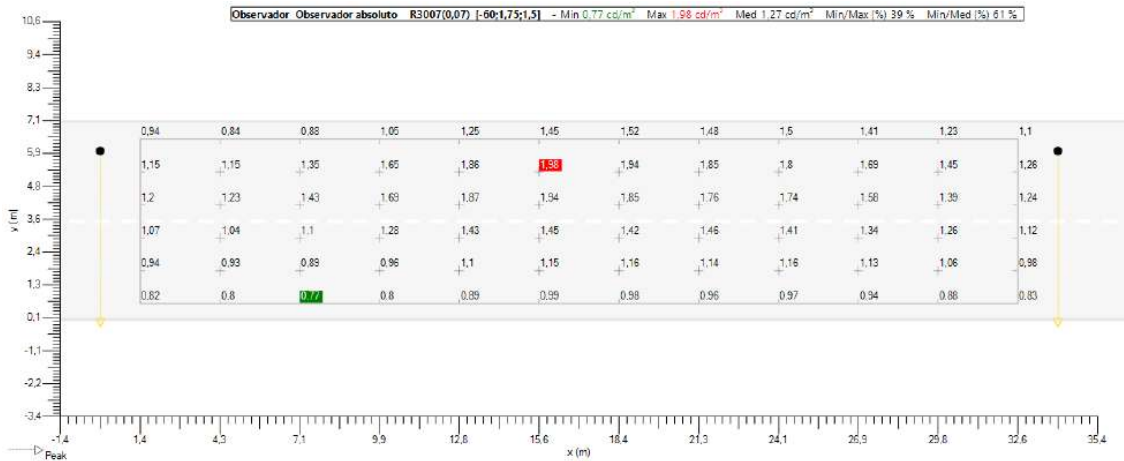 Observador Observador absoluto R3007(0,07) [-60;1,75;1,5] - Min 0,77 cd/m² Max 1,98 cd/m² Med 1,27 cd/m² Min/Max (%) 39 % Min/Med (%) 61 %
10,6
9,4
8,3
7,1
0,94 0,84 0,88 1,05 1,25 1,45 1,52 1,48 1,5 1,41 1,23 1,1
5,9
1,15 1,15 1,35 1,65 1,86 1,98 1,94 1,85 1,8 1,69 1,45 1,26
4,8
1,2 1,23 1,43 1,69 1,87 1,94 1,85 1,76 1,74 1,58 1,39 1,24
y (m)
3,6
1,07 1,04 1,1 1,28 1,43 1,45 1,42 1,46 1,41 1,34 1,26 1,12
2,4
0,94 0,93 0,89 0,96 1,1 1,15 1,16 1,14 1,16 1,13 1,06 0,98
1,3
0,82 0,8 0,77 0,8 0,89 0,99 0,98 0,96 0,97 0,94 0,88 0,83
0,1
-1,1
-2,2
-3,4
-1,4 1,4 4,3 7,1 9,9 12,8 15,6 18,4 21,3 24,1 26,9 29,8 32,6 35,4
x (m)
Peak